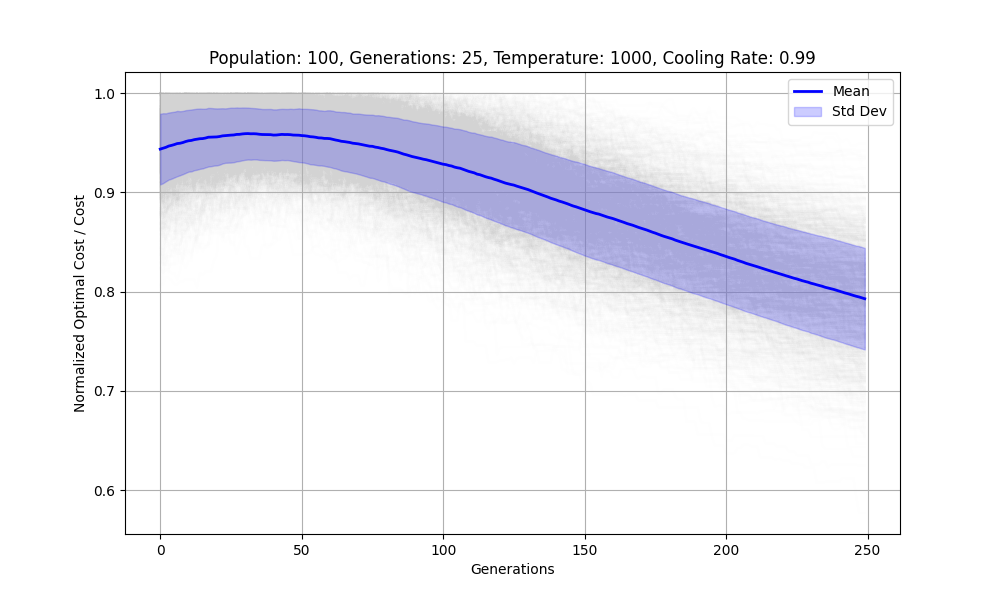 Population: 100, Generations: 25, Temperature: 1000, Cooling Rate: 0.99
Mean
Std Dev
1.0
0.9
0.8
0.7
0.6
Normalized Optimal Cost / Cost
0 50 100 150 200 250
Generations